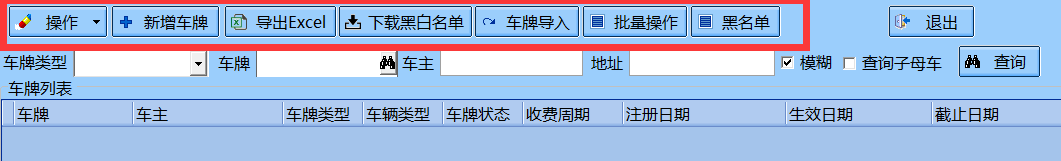 操作 新增车牌 导出Excel 下载黑白名单 车牌导入 批量操作 黑名单 退出
车牌类型 车牌 车主 地址 模糊 查询子母车 查询
车牌列表
车牌 车主 车牌类型 车辆类型 车牌状态 收费周期 注册日期 生效日期 截止日期